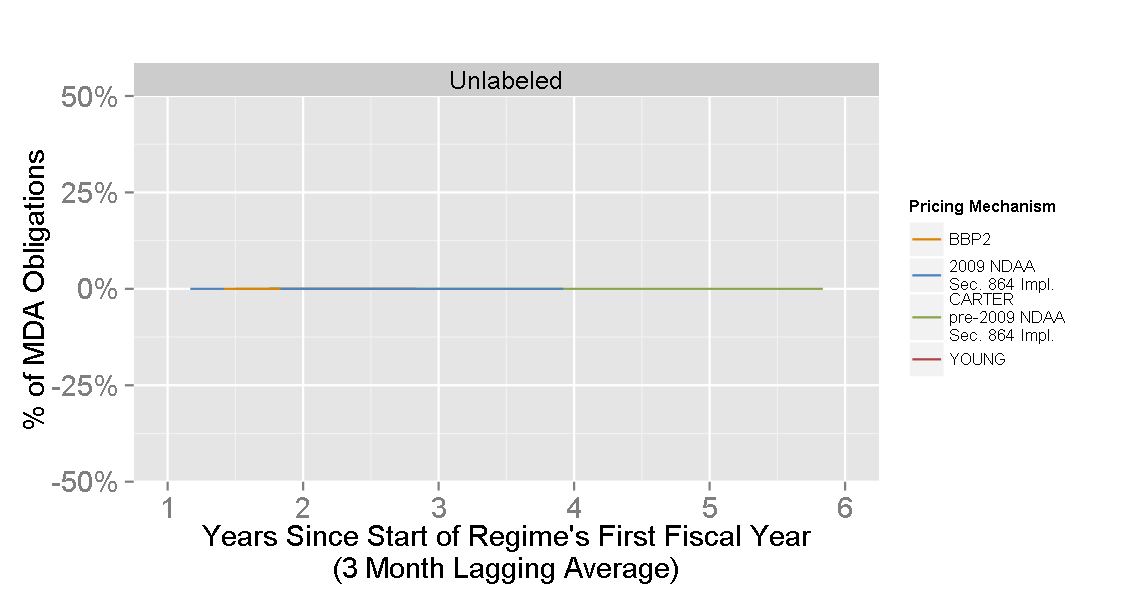 Unlabeled
50%
25%
0%
-25%
-50%
% of MDA Obligations
1 2 3 4 5 6
Years Since Start of Regime's First Fiscal Year
(3 Month Lagging Average)
Pricing Mechanism
BBP2
2009 NDAA
Sec. 864 Impl.
CARTER
pre-2009 NDAA
Sec. 864 Impl.
YOUNG